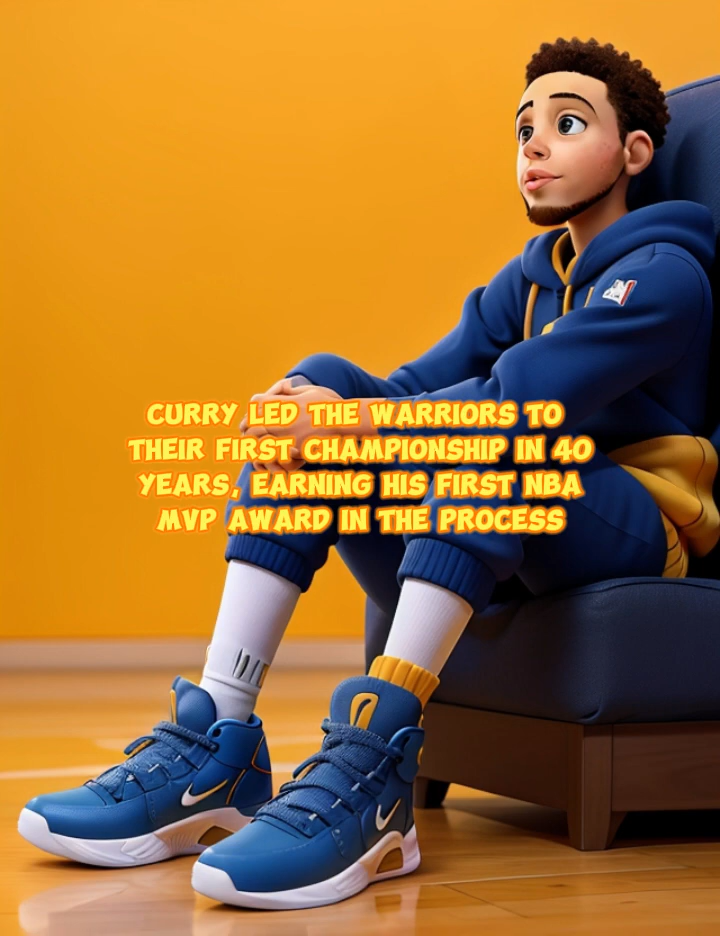 CURRY LED THE WARRIORS TO
THEIR FIRST CHAMPIONSHIP IN 40
YEARS, EARNING HIS FIRST NBA
MVP AWARD IN THE PROCESS